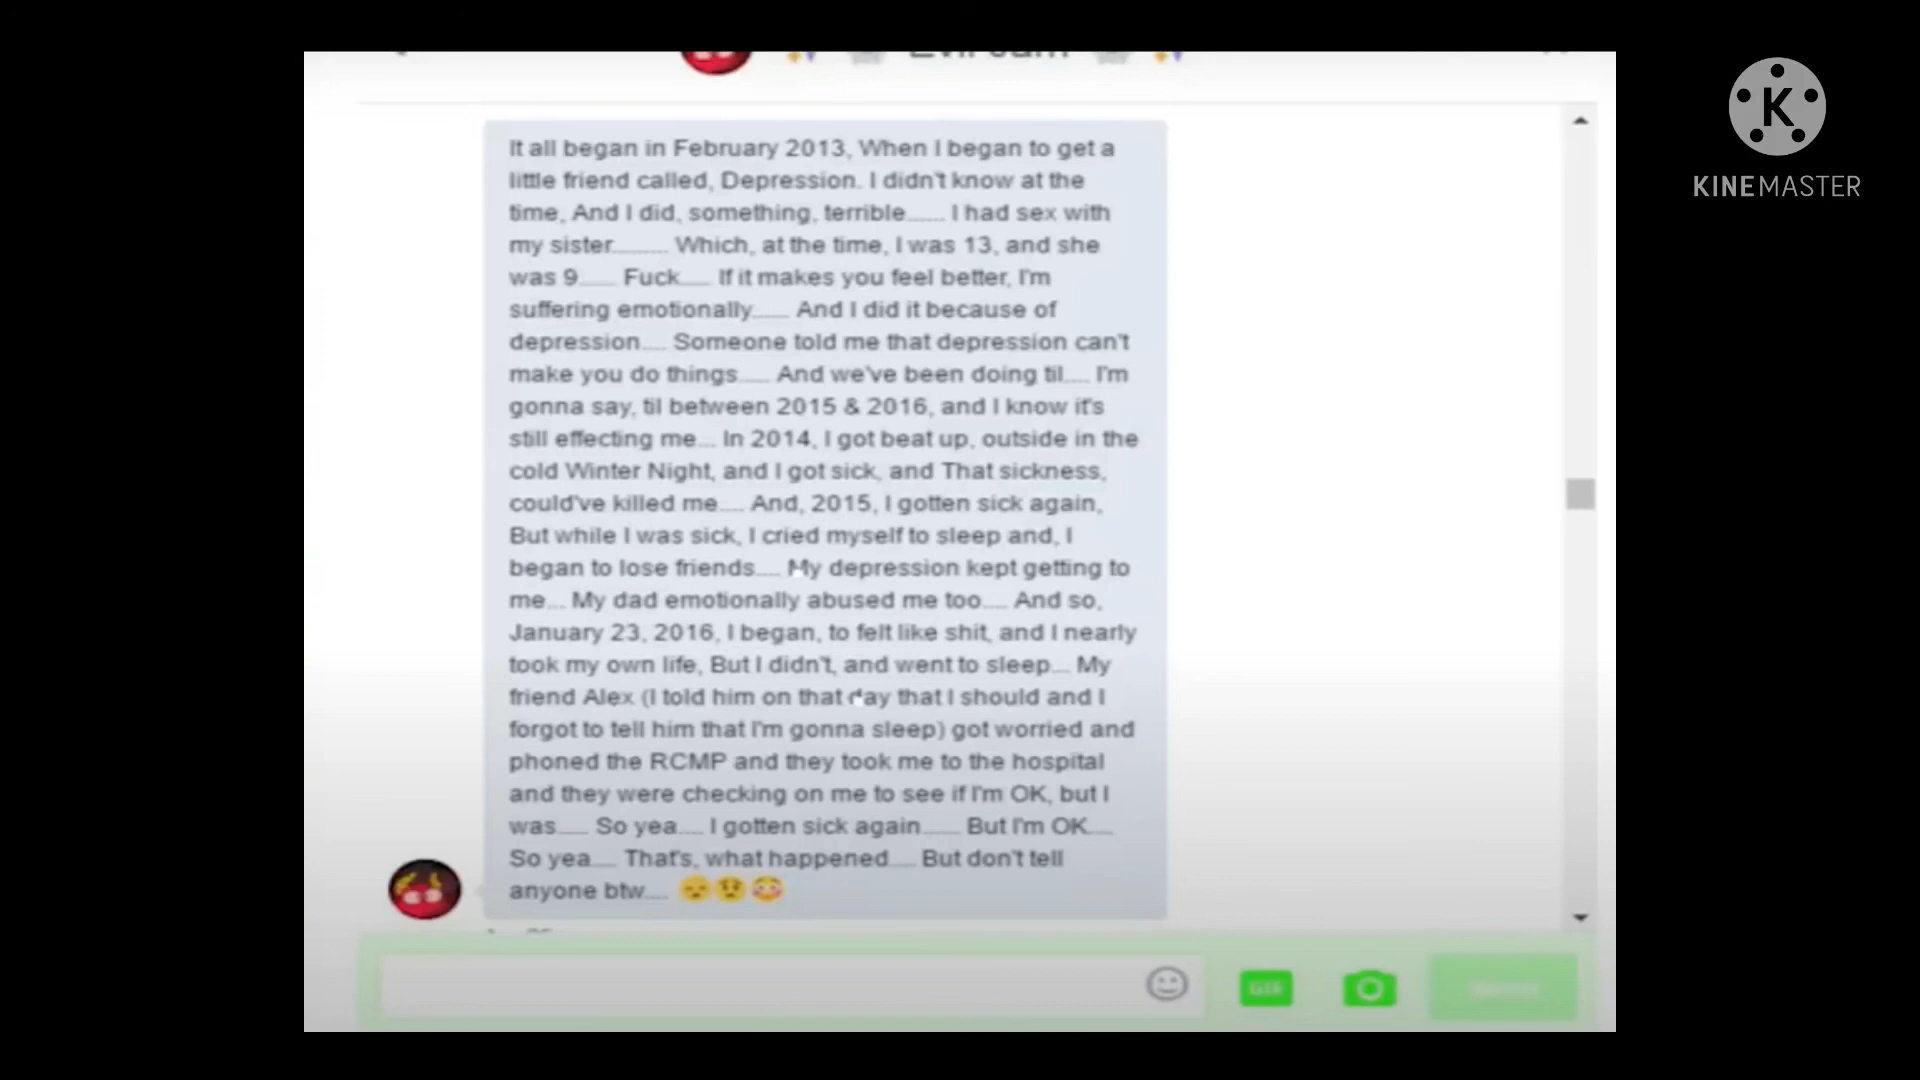 KINEMASTER
It all began in February 2013, When I began to get a
little friend called, Depression. I didn't know at the
time, And I did, something, terrible...... I had sex with
my sister......... Which, at the time, I was 13, and she
was 9...... Fuck..... If it makes you feel better, I'm
suffering emotionally...... And I did it because of
depression.... Someone told me that depression can't
make you do things..... And we've been doing til.... I'm
gonna say, til between 2015 & 2016, and I know it's
still effecting me... In 2014, I got beat up, outside in the
cold Winter Night, and I got sick, and That sickness,
could've killed me.... And, 2015, I gotten sick again,
But while I was sick, I cried myself to sleep and, I
began to lose friends.... My depression kept getting to
me... My dad emotionally abused me too.... And so,
January 23, 2016, I began, to felt like shit, and I nearly
took my own life, But I didn't, and went to sleep... My
friend Alex (I told him on that day that I should and I
forgot to tell him that I'm gonna sleep) got worried and
phoned the RCMP and they took me to the hospital
and they were checking on me to see if I'm OK, but I
was..... So yea.... I gotten sick again...... But I'm OK....
So yea.... That's, what happened.... But don't tell
anyone btw.... 😞😟😳
GIF